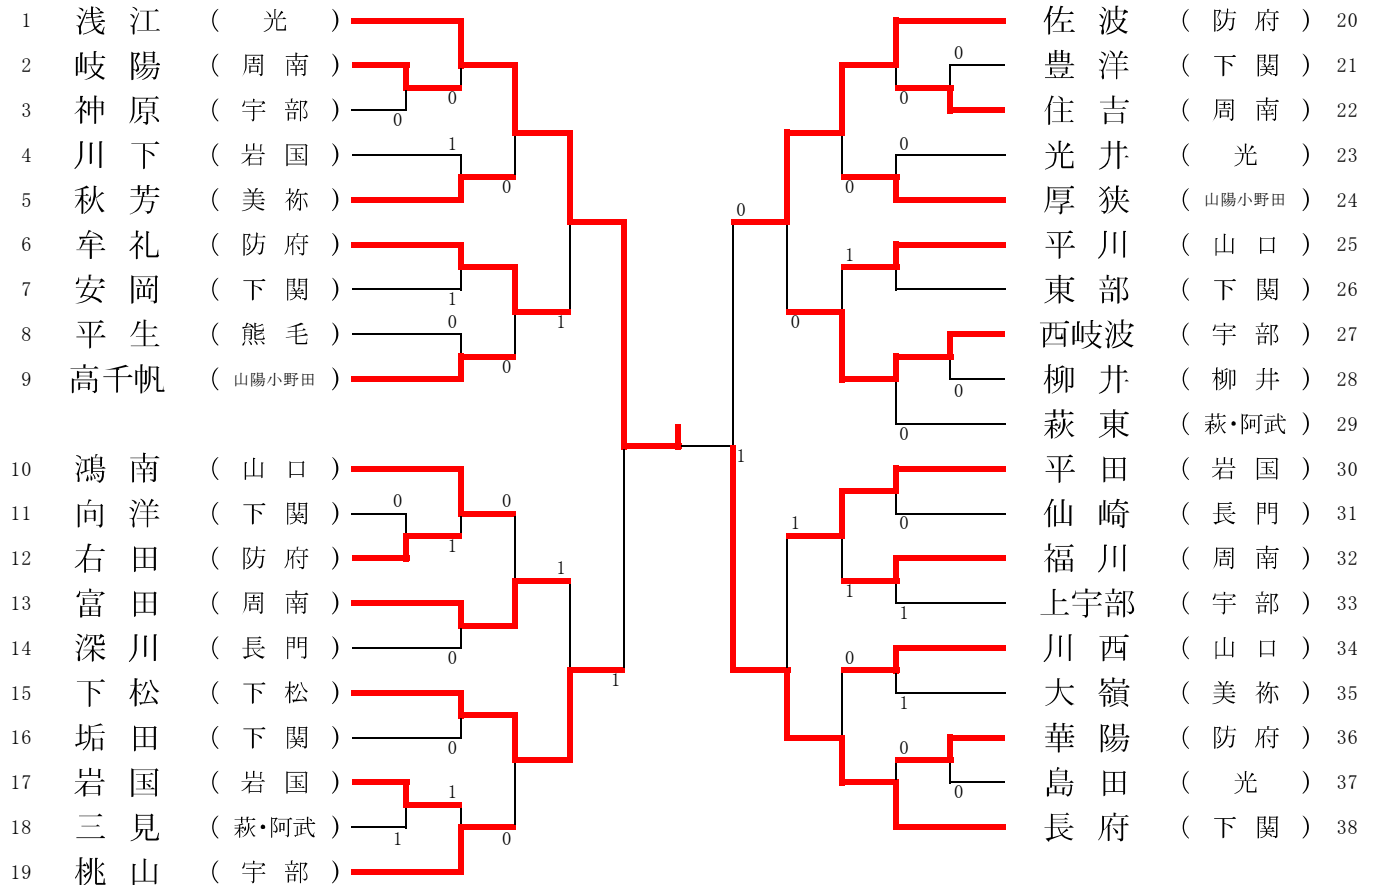 1 浅江 ( 光 )
2 岐陽 ( 周南 )
3 神原 ( 宇部 )
4 川下 ( 岩国 )
5 秋芳 ( 美祢 )
6 牟礼 ( 防府 )
7 安岡 ( 下関 )
8 平生 ( 熊毛 )
9 高千帆 ( 山陽小野田 )
10 鴻南 ( 山口 )
11 向洋 ( 下関 )
12 右田 ( 防府 )
13 富田 ( 周南 )
14 深川 ( 長門 )
15 下松 ( 下松 )
16 垢田 ( 下関 )
17 岩国 ( 岩国 )
18 三見 ( 萩・阿武 )
19 桃山 ( 宇部 )
0
0
1
0
1
0
0
1
0
0
1
0
1
0
1
1
0
1
1
0
佐波 ( 防府 ) 20
豊洋 ( 下関 ) 21
住吉 ( 周南 ) 22
光井 ( 光 ) 23
厚狭 ( 山陽小野田 ) 24
平川 ( 山口 ) 25
東部 ( 下関 ) 26
西岐波 ( 宇部 ) 27
柳井 ( 柳井 ) 28
萩東 ( 萩・阿武 ) 29
平田 ( 岩国 ) 30
仙崎 ( 長門 ) 31
福川 ( 周南 ) 32
上宇部 ( 宇部 ) 33
川西 ( 山口 ) 34
大嶺 ( 美祢 ) 35
華陽 ( 防府 ) 36
島田 ( 光 ) 37
長府 ( 下関 ) 38
0
0
0
0
0
1
0
0
0
1
0
1
1
1
0
1
0
0